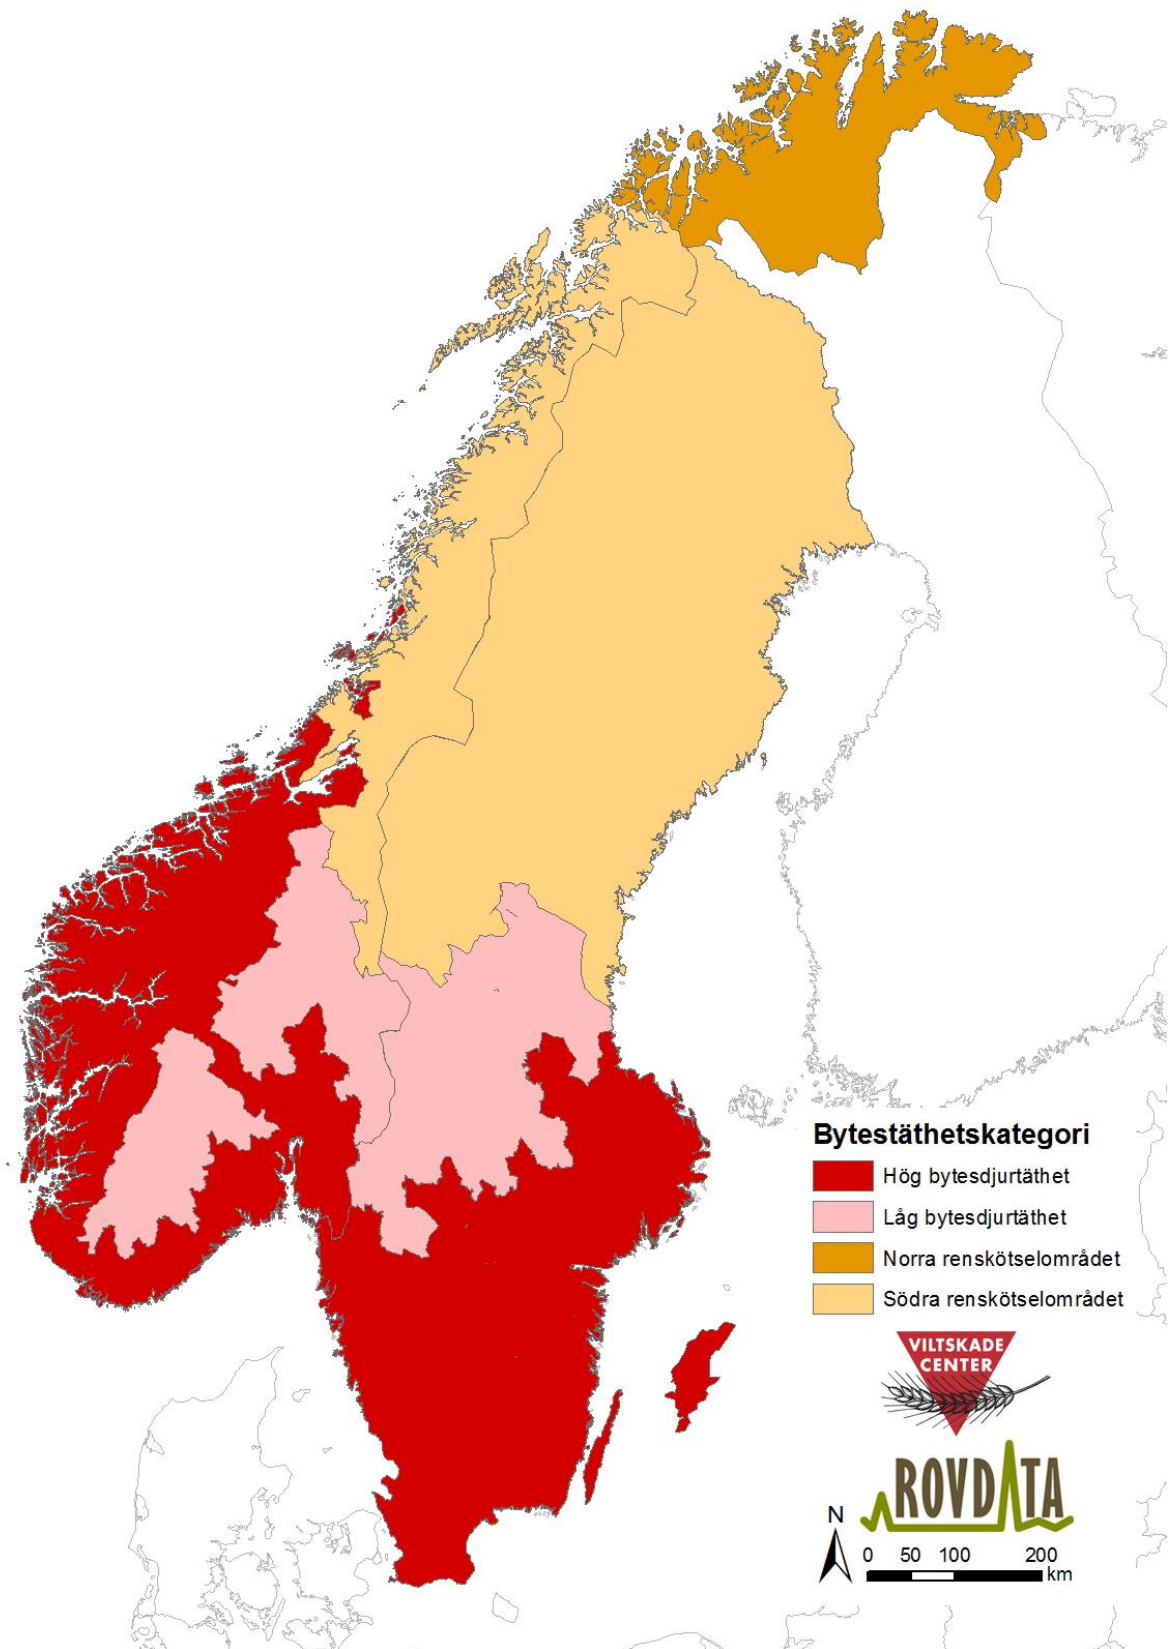 Bytestäthetskategori
Hög bytesdjurtäthet
Låg bytesdjurtäthet
Norra renskötselområdet
Södra renskötselområdet
VILTSKADE
CENTER
ROVDATA
N
0 50 100 200
km